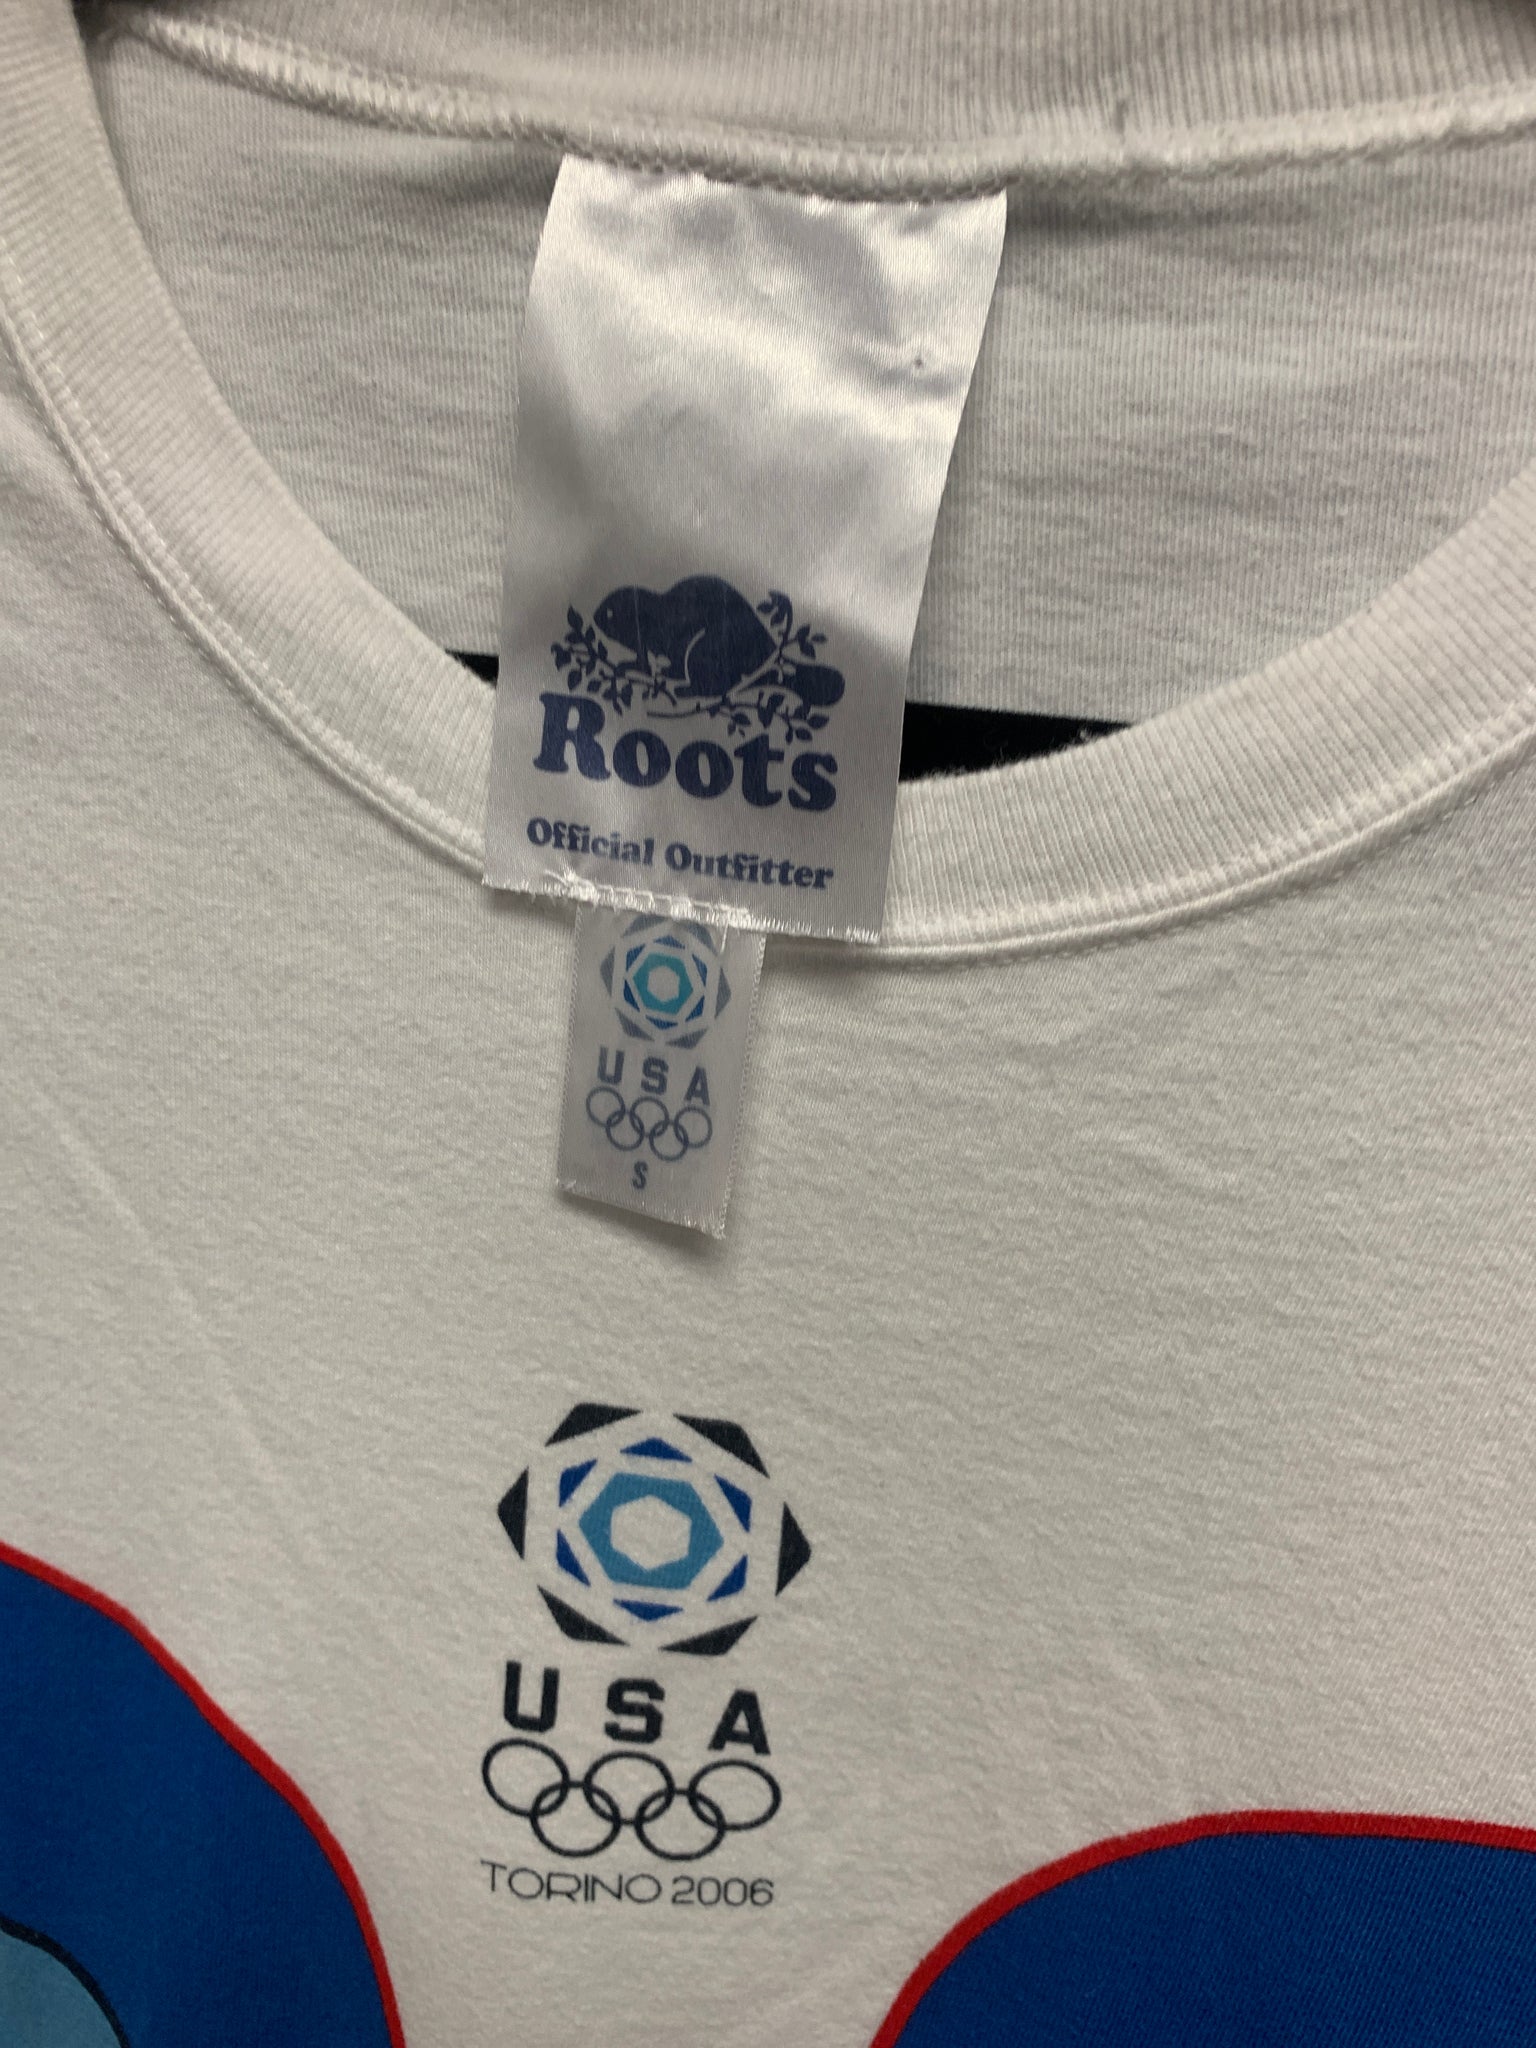 Roots
Official Outfitter
USA
S
USA
TORINO 2006